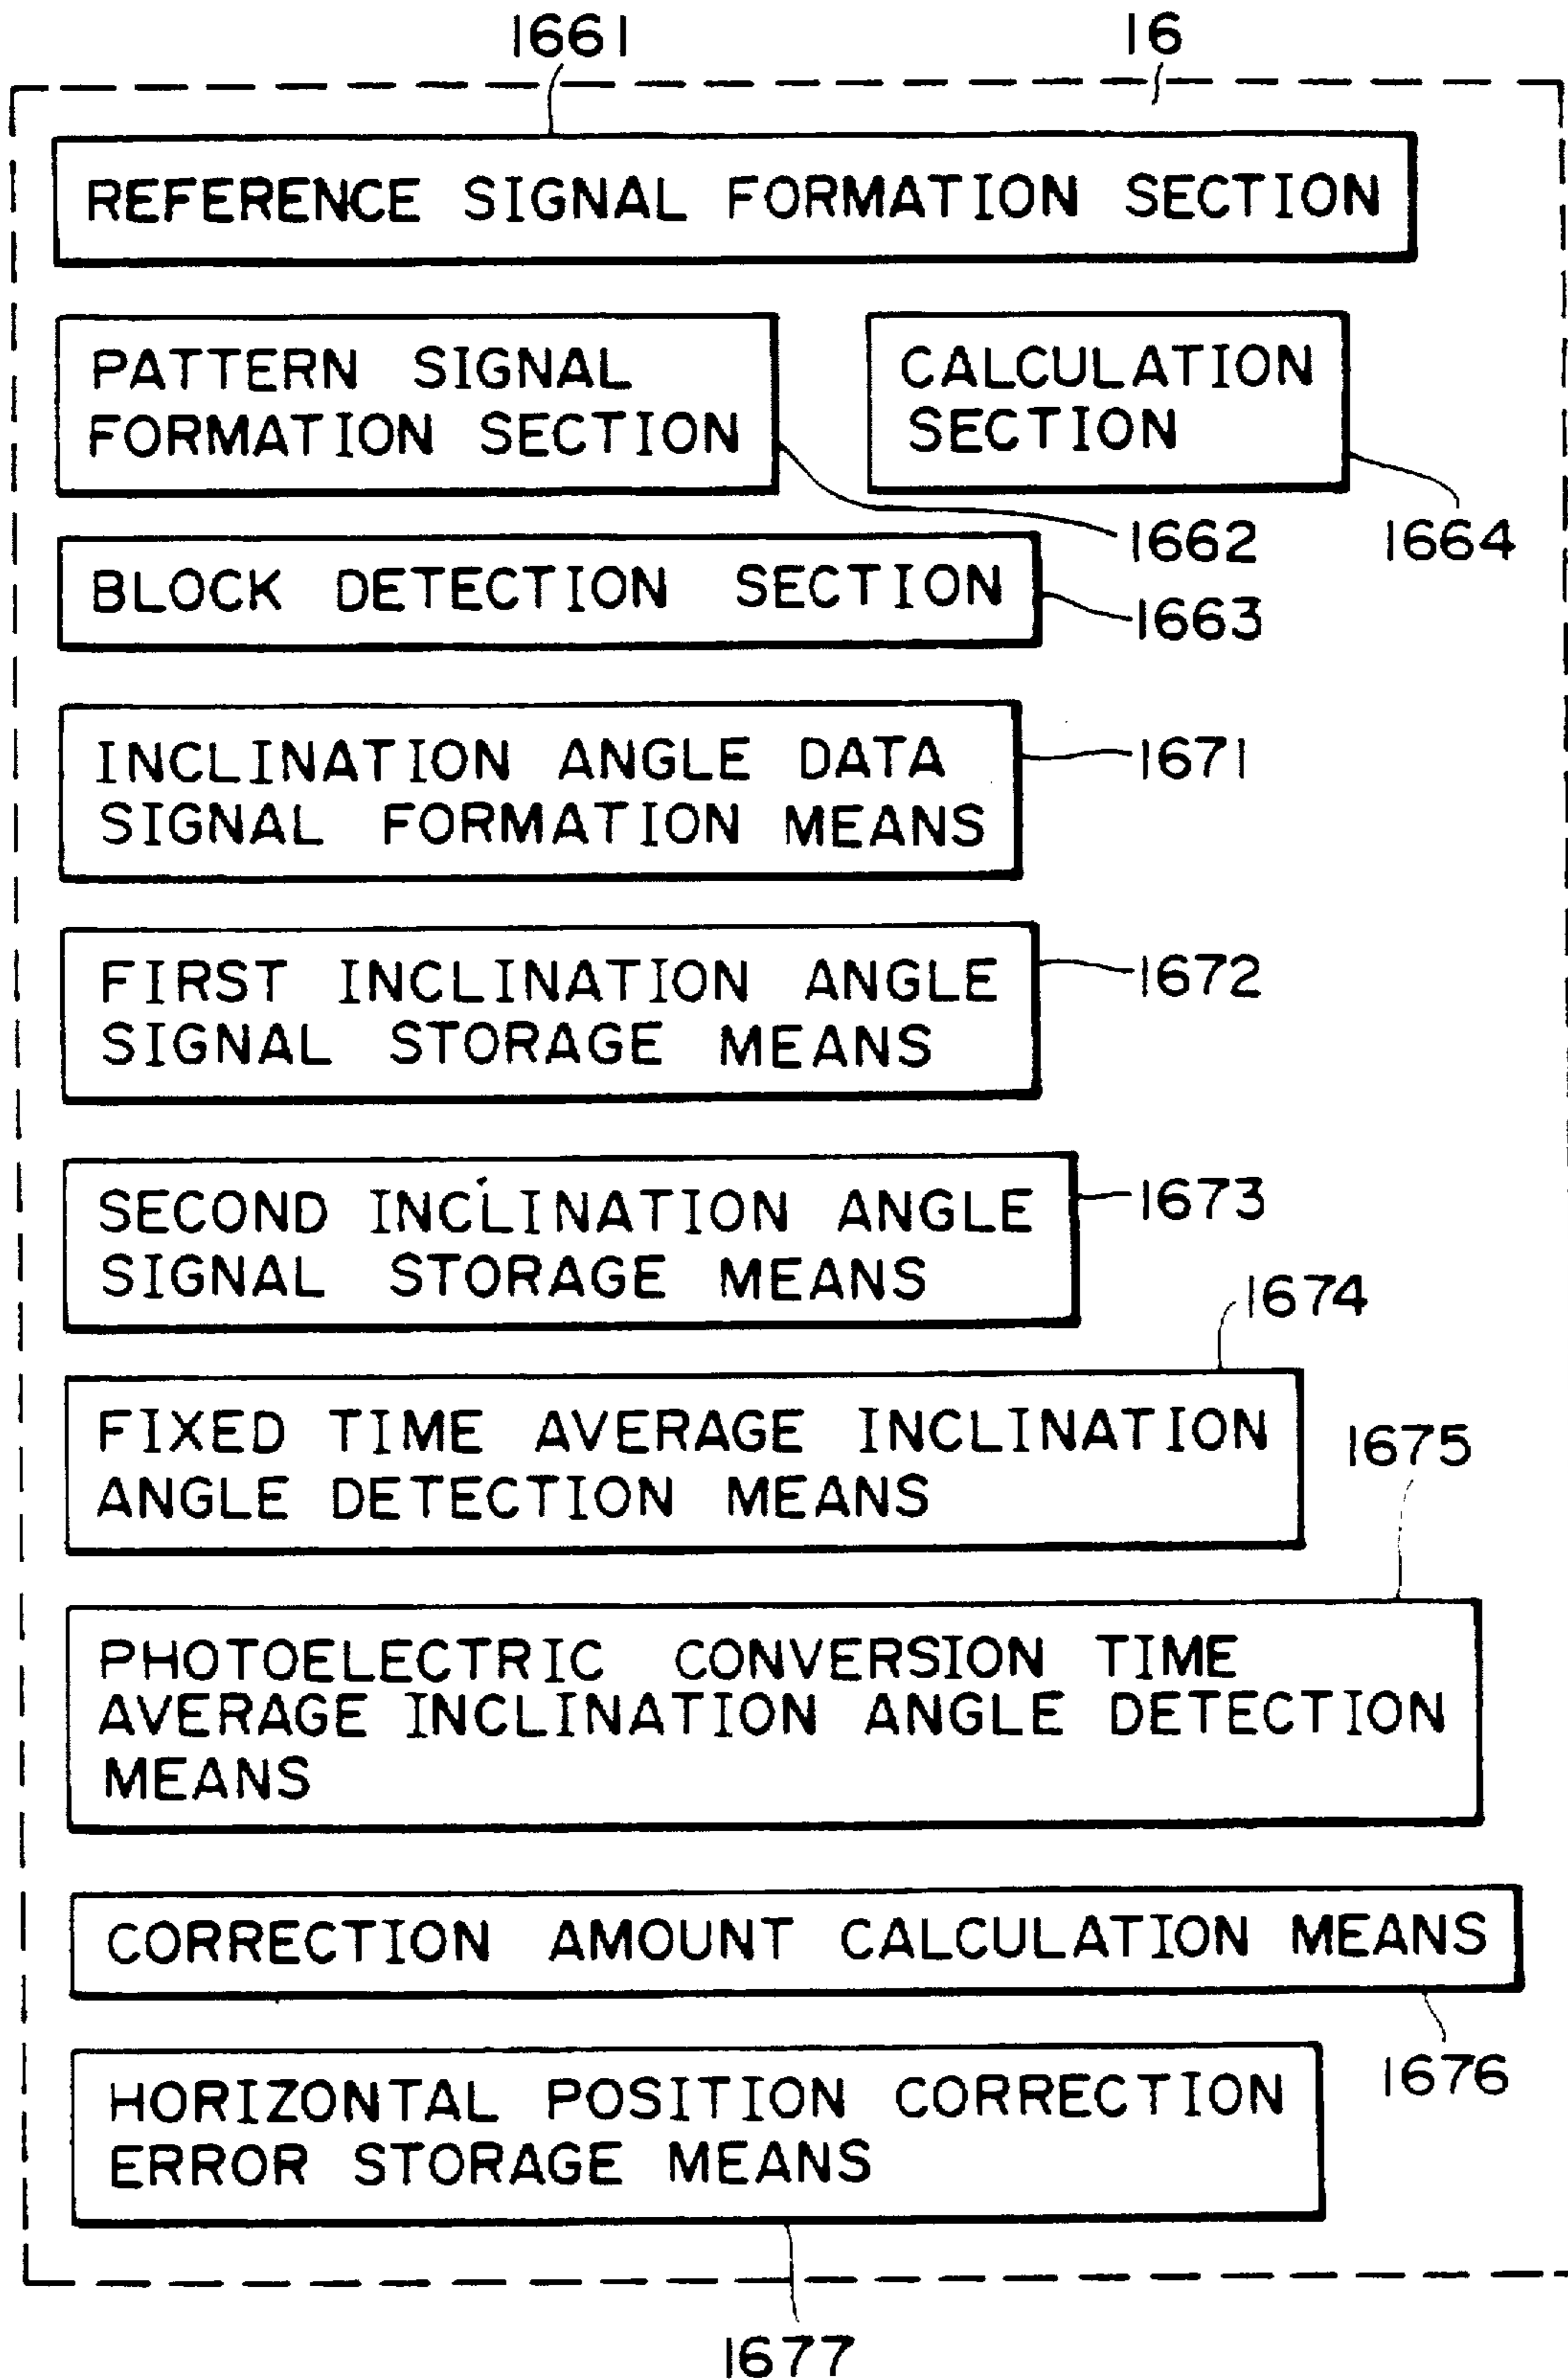 1661
16
REFERENCE SIGNAL FORMATION SECTION
PATTERN SIGNAL
FORMATION SECTION
CALCULATION
SECTION
1662
1664
BLOCK DETECTION SECTION
1663
INCLINATION ANGLE DATA
SIGNAL FORMATION MEANS
1671
FIRST INCLINATION ANGLE
SIGNAL STORAGE MEANS
1672
SECOND INCLINATION ANGLE
SIGNAL STORAGE MEANS
1673
1674
FIXED TIME AVERAGE INCLINATION
ANGLE DETECTION MEANS
1675
PHOTOELECTRIC CONVERSION TIME
AVERAGE INCLINATION ANGLE DETECTION
MEANS
CORRECTION AMOUNT CALCULATION MEANS
1676
HORIZONTAL POSITION CORRECTION
ERROR STORAGE MEANS
1677